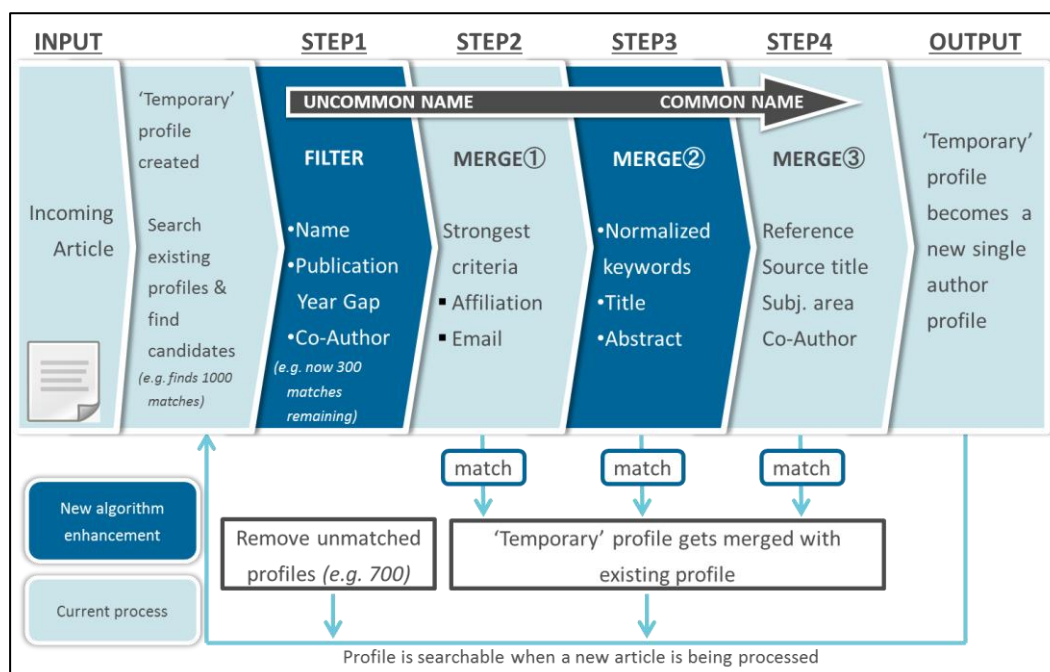 INPUT
STEP1
STEP2
STEP3
STEP4
OUTPUT
UNCOMMON NAME
COMMON NAME
Incoming
Article
‘Temporary’
profile
created
Search
existing
profiles &
find
candidates
(e.g. finds 1000
matches)
FILTER
•Name
•Publication
Year Gap
•Co-Author
(e.g. now 300
matches
remaining)
MERGE①
Strongest
criteria
▪ Affiliation
▪ Email
MERGE②
•Normalized
keywords
•Title
•Abstract
MERGE③
Reference
Source title
Subj. area
Co-Author
‘Temporary’
profile
becomes a
new single
author
profile
match
match
match
New algorithm
enhancement
Current process
Remove unmatched
profiles (e.g. 700)
‘Temporary’ profile gets merged with
existing profile
Profile is searchable when a new article is being processed